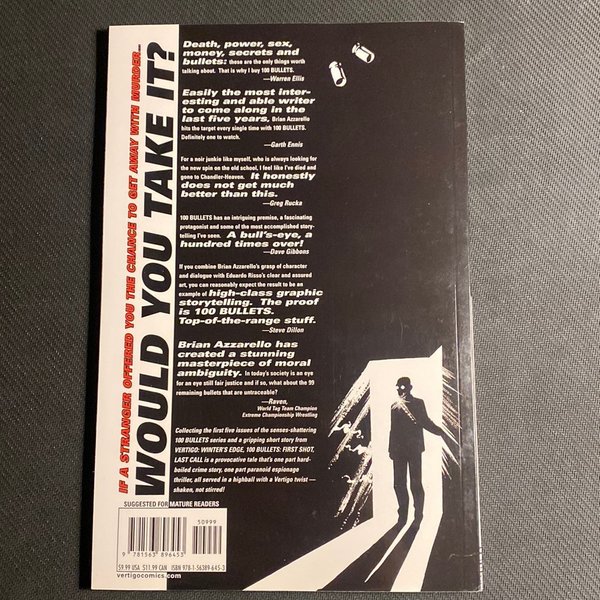 IF A STRANGER OFFERED YOU THE CHANCE TO GET AWAY WITH MURDER...
WOULD YOU TAKE IT?
Death, power, sex,
money, secrets and
bullets: these are the only things worth
talking about. That is why I buy 100 BULLETS.
—Warren Ellis
Easily the most inter-
esting and able writer
to come along in the
last five years, Brian Azzarello
hits the target every single time with 100 BULLETS.
Definitely one to watch.
—Garth Ennis
For a noir junkie like myself, who is always looking for
the new spin on the old school, I feel like I've died and
gone to Chandler-Heaven. It honestly
does not get much
better than this.
—Greg Rucka
100 BULLETS has an intriguing premise, a fascinating
protagonist and some of the most accomplished story-
telling I've seen. A bull's-eye, a
hundred times over!
—Dave Gibbons
If you combine Brian Azzarello's grasp of character
and dialogue with Eduardo Risso's clear and assured
art, you can reasonably expect the result to be an
example of high-class graphic
storytelling. The proof
is 100 BULLETS.
Top-of-the-range stuff.
—Steve Dillon
Brian Azzarello has
created a stunning
masterpiece of moral
ambiguity. In today's society is an eye
for an eye still fair justice and if so, what about the 99
remaining bullets that are untraceable?
—Raven,
World Tag Team Champion
Extreme Championship Wrestling
Collecting the first five issues of the senses-shattering
100 BULLETS series and a gripping short story from
VERTIGO: WINTER'S EDGE, 100 BULLETS: FIRST SHOT,
LAST CALL is a provocative tale that's one part hard-
boiled crime story, one part paranoid espionage
thriller, all served in a highball with a Vertigo twist —
shaken, not stirred!
SUGGESTED FOR MATURE READERS
50999
9 781563 896453
$9.99 USA $11.99 CAN ISBN 978-1-56389-645-3
vertigocomics.com